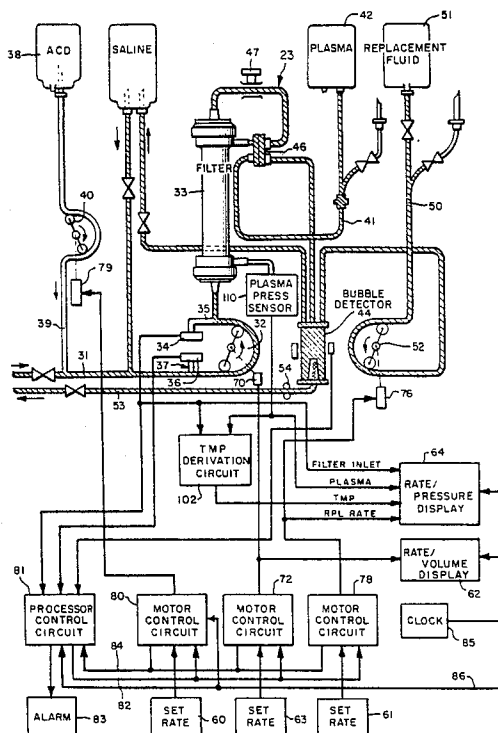 38
ACD
SALINE
47
23
42
PLASMA
51
REPLACEMENT
FLUID
46
33
FILTER
40
79
41
50
39
110
PLASMA
PRESS
SENSOR
BUBBLE
DETECTOR
44
35
32
34
31
37
36
70
52
54
53
76
TMP
DERIVATION
CIRCUIT
102
FILTER INLET
PLASMA
TMP
RPL RATE
64
RATE/
PRESSURE
DISPLAY
RATE/
VOLUME
DISPLAY
62
81
PROCESSOR
CONTROL
CIRCUIT
80
MOTOR
CONTROL
CIRCUIT
72
MOTOR
CONTROL
CIRCUIT
78
MOTOR
CONTROL
CIRCUIT
CLOCK
85
84
82
86
ALARM
83
SET
RATE
60
SET
RATE
63
SET
RATE
61